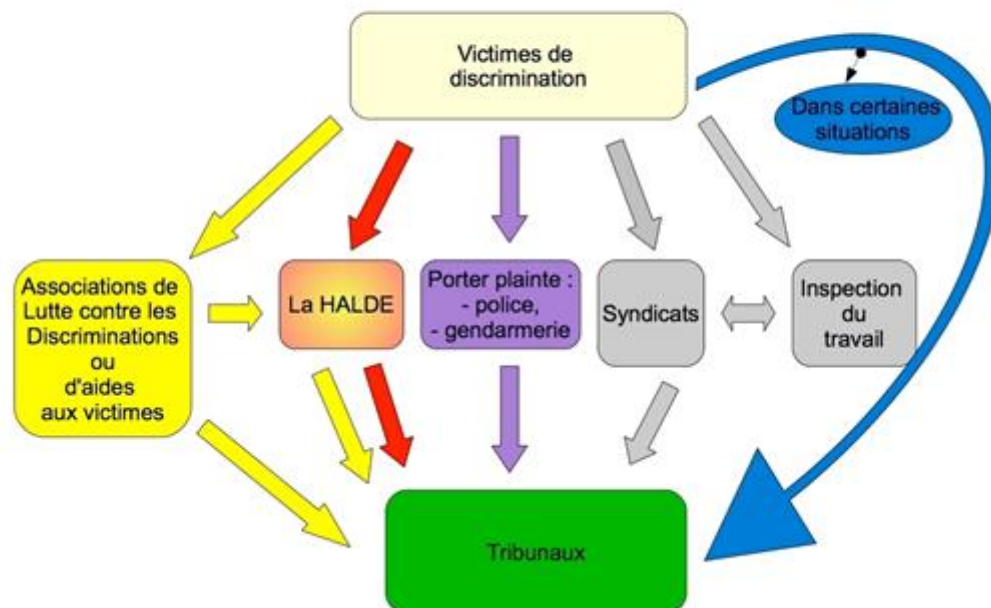 Victimes de
discrimination
Dans certaines
situations
Associations de
Lutte contre les
Discriminations
ou
d'aides
aux victimes
La HALDE
Porter plainte :
- police,
- gendarmerie
Syndicats
Inspection
du
travail
Tribunaux